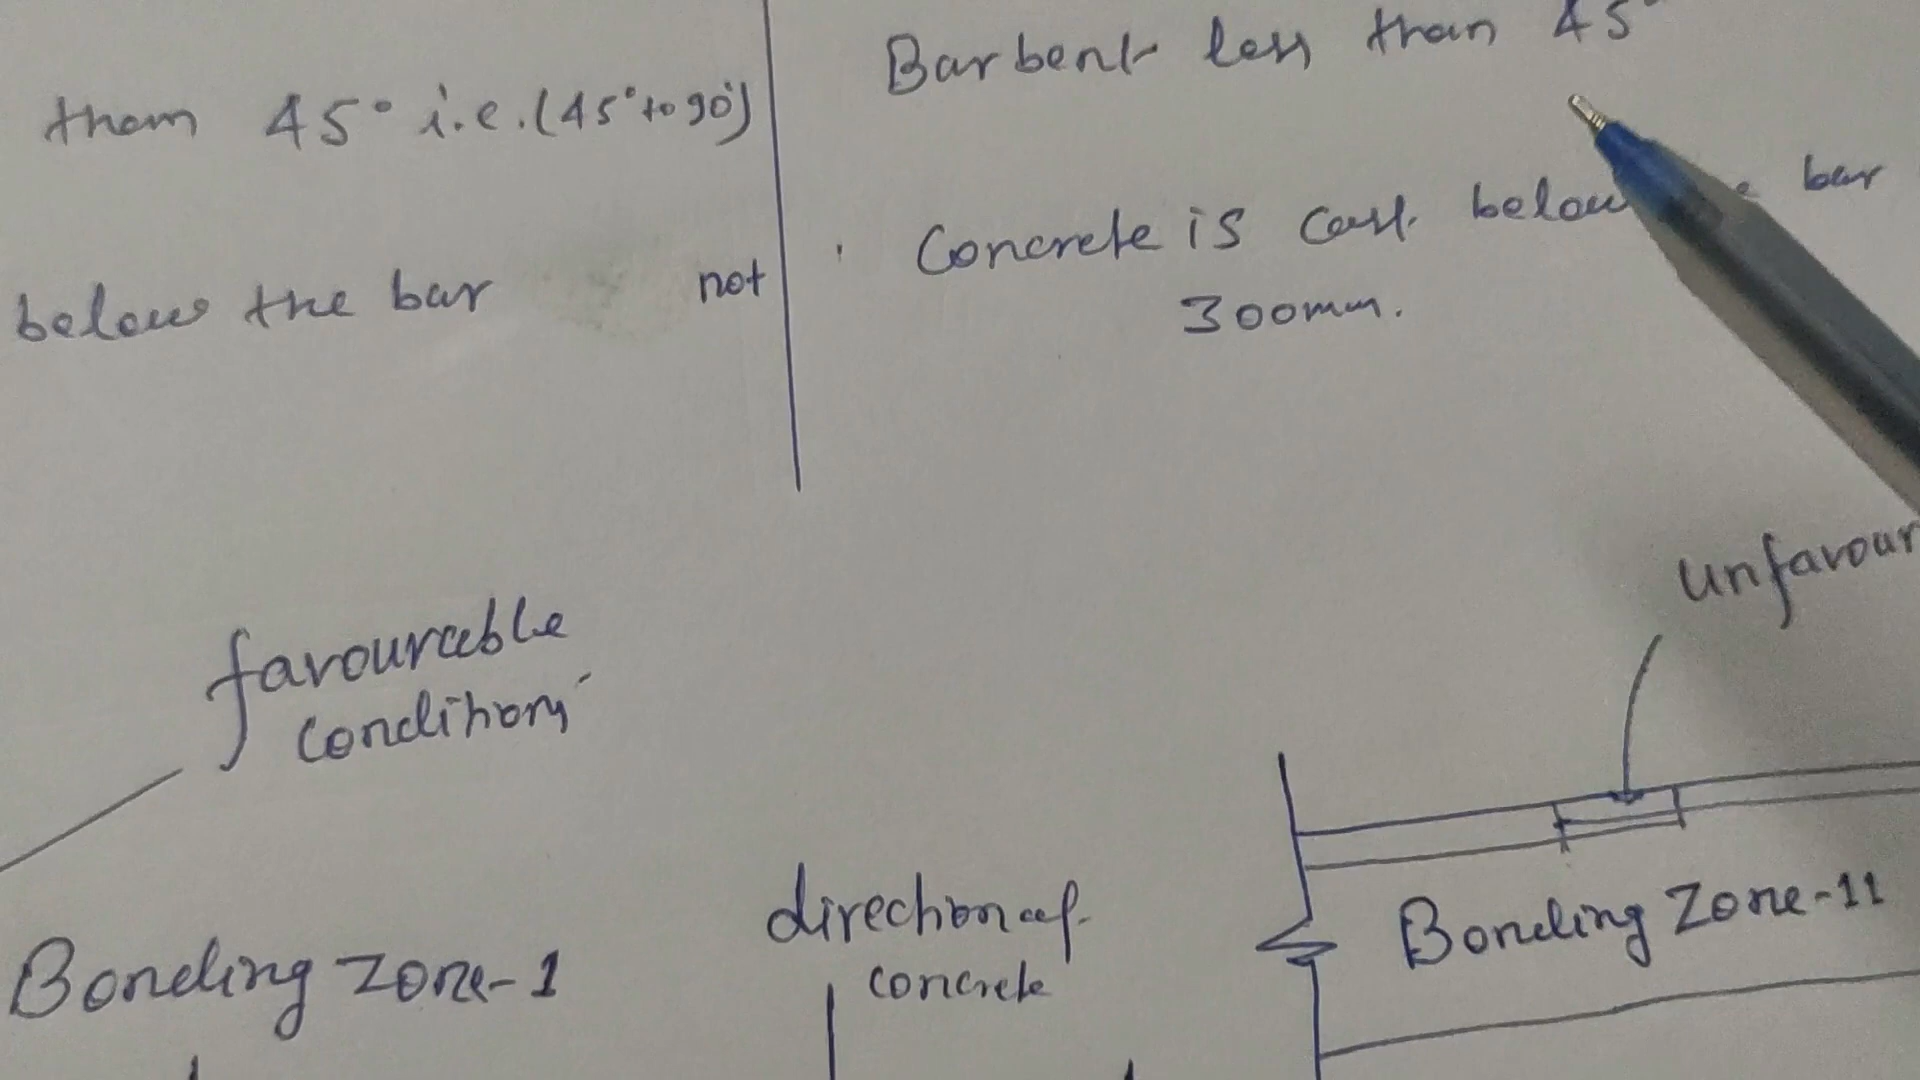 than 45° i.e. (45° to 90°)
below the bar not
Bar bent less than 45°
Concrete is cast below bar
300mm.
favourable
conditions
Bonding Zone-1
direction of
concrete
unfavour
Bonding Zone-11